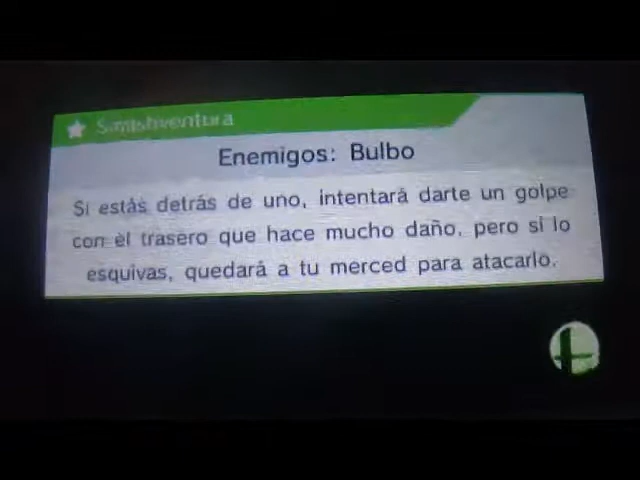 Smashventura
Enemigos: Bulbo
Si estás detrás de uno, intentará darte un golpe
con el trasero que hace mucho daño, pero si lo
esquivas, quedará a tu merced para atacarlo.